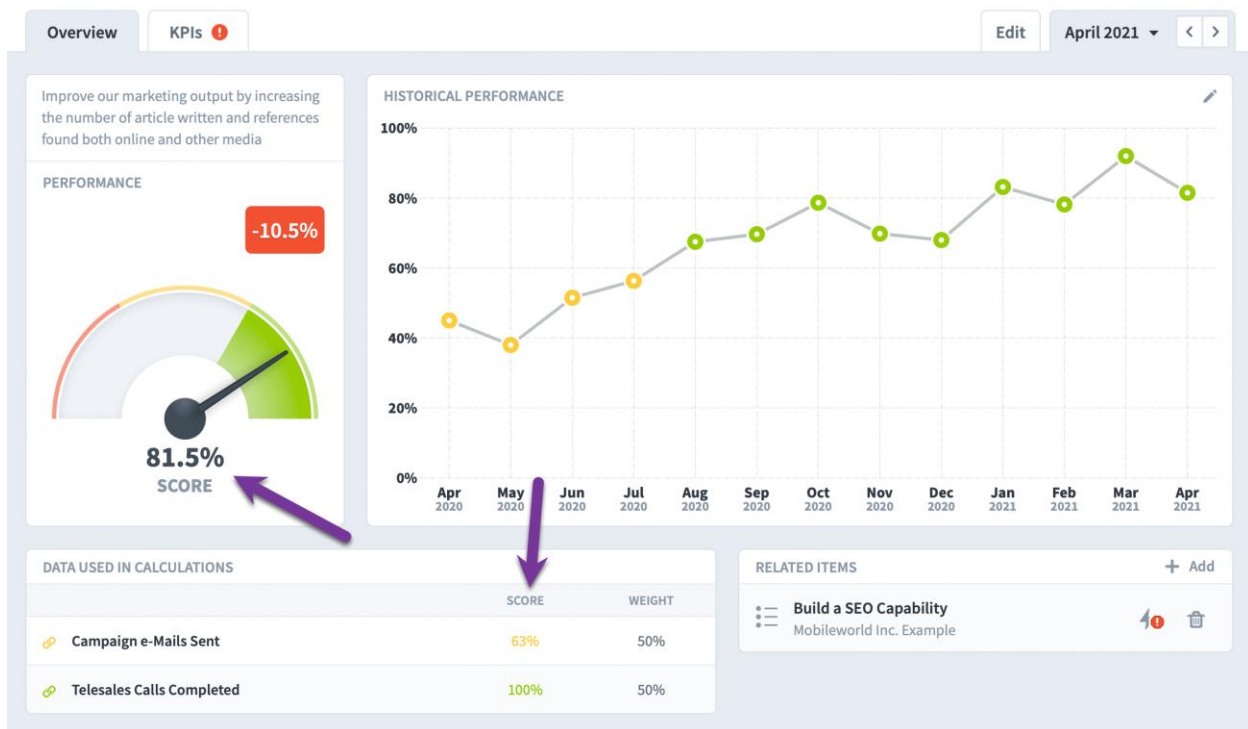 Overview
KPIs
Edit
April 2021
Improve our marketing output by increasing
the number of article written and references
found both online and other media
PERFORMANCE
-10.5%
81.5%
SCORE
HISTORICAL PERFORMANCE
100%
80%
60%
40%
20%
0%
Apr May Jun Jul Aug Sep Oct Nov Dec Jan Feb Mar Apr
2020 2020 2020 2020 2020 2020 2020 2020 2020 2021 2021 2021 2021
DATA USED IN CALCULATIONS
SCORE WEIGHT
Campaign e-Mails Sent 63% 50%
Telesales Calls Completed 100% 50%
RELATED ITEMS + Add
Build a SEO Capability
Mobileworld Inc. Example